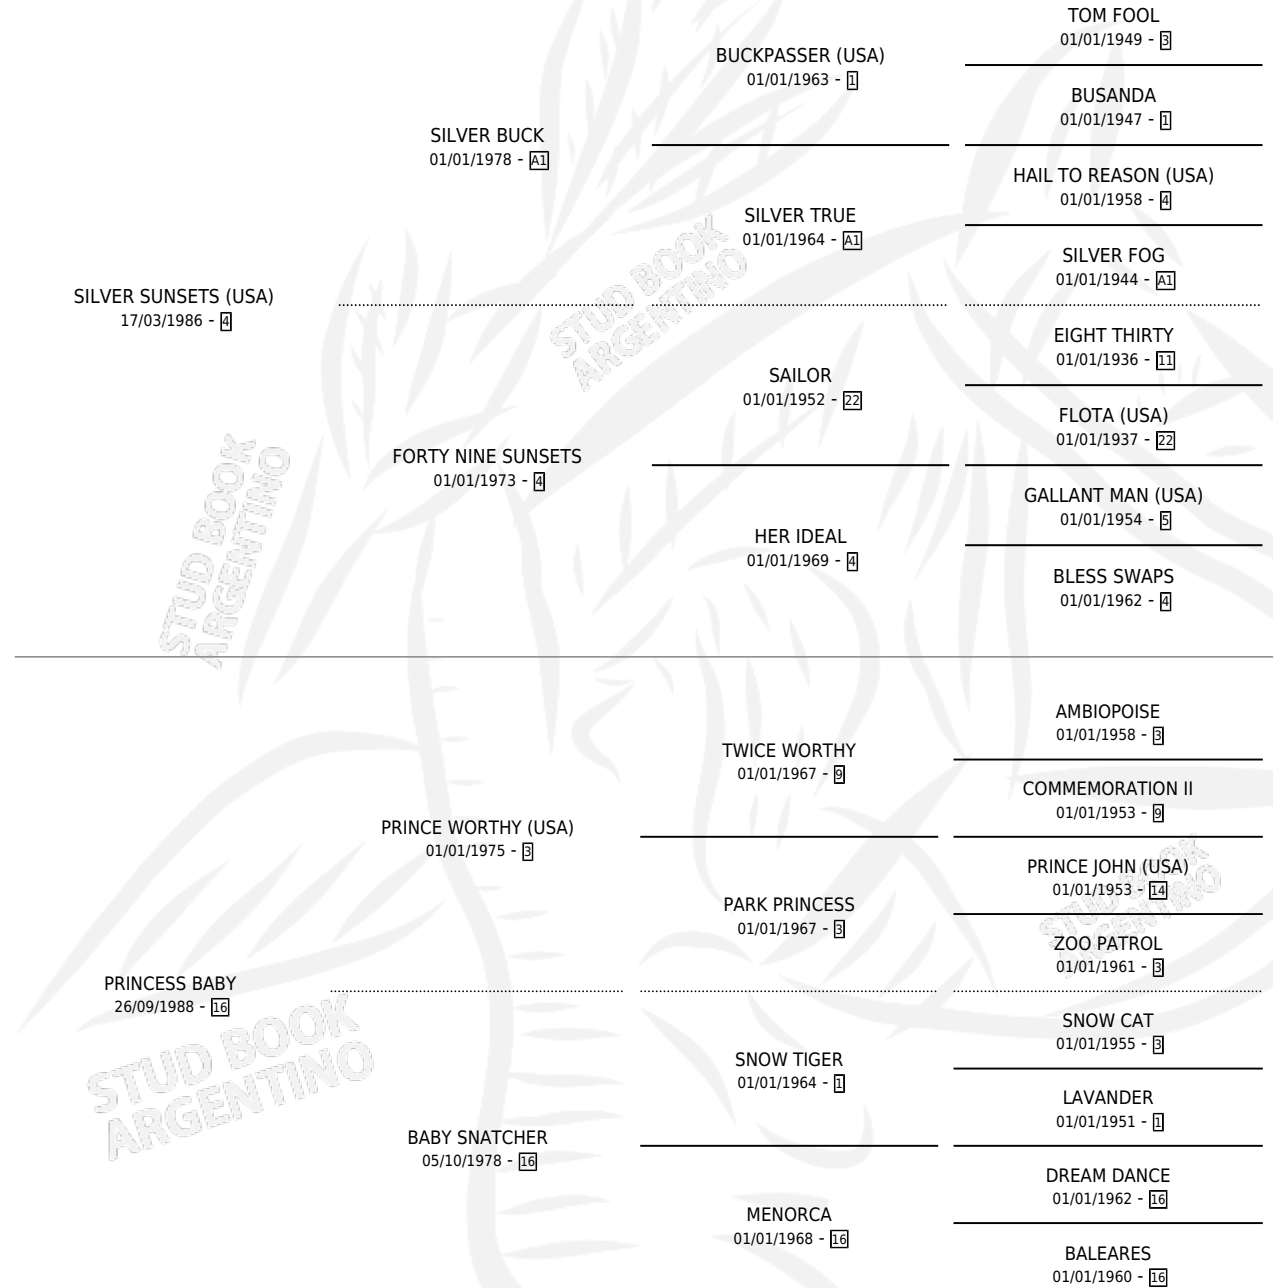 TOM FOOL
01/01/1949 - 3
BUCKPASSER (USA)
01/01/1963 - 1
BUSANDA
01/01/1947 - 1
SILVER BUCK
01/01/1978 - A1
HAIL TO REASON (USA)
01/01/1958 - 4
SILVER TRUE
01/01/1964 - A1
SILVER FOG
01/01/1944 - A1
SILVER SUNSETS (USA)
17/03/1986 - 4
STUD BOOK
ARGENTINO
EIGHT THIRTY
01/01/1936 - 11
SAILOR
01/01/1952 - 22
FLOTA (USA)
01/01/1937 - 22
FORTY NINE SUNSETS
01/01/1973 - 4
GALLANT MAN (USA)
01/01/1954 - 5
HER IDEAL
01/01/1969 - 4
BLESS SWAPS
01/01/1962 - 4
STUD BOOK
ARGENTINO
AMBIOPOISE
01/01/1958 - 3
TWICE WORTHY
01/01/1967 - 9
COMMEMORATION II
01/01/1953 - 9
PRINCE WORTHY (USA)
01/01/1975 - 3
PRINCE JOHN (USA)
01/01/1953 - 14
PARK PRINCESS
01/01/1967 - 3
STUD BOOK
ARGENTINO
ZOO PATROL
01/01/1961 - 3
PRINCESS BABY
26/09/1988 - 16
SNOW CAT
01/01/1955 - 3
SNOW TIGER
01/01/1964 - 1
STUD BOOK
ARGENTINO
LAVANDER
01/01/1951 - 1
BABY SNATCHER
05/10/1978 - 16
DREAM DANCE
01/01/1962 - 16
MENORCA
01/01/1968 - 16
BALEARES
01/01/1960 - 16